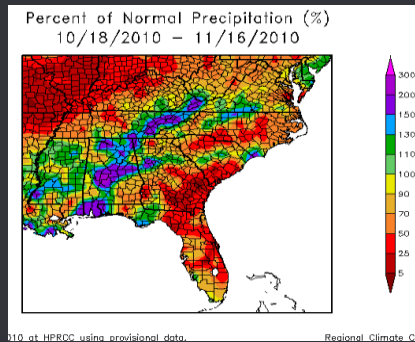 Percent of Normal Precipitation (%)
10/18/2010 – 11/16/2010
300
200
150
130
110
100
90
70
50
25
5
010 at HPRCC using provisional data.
Regional Climate C